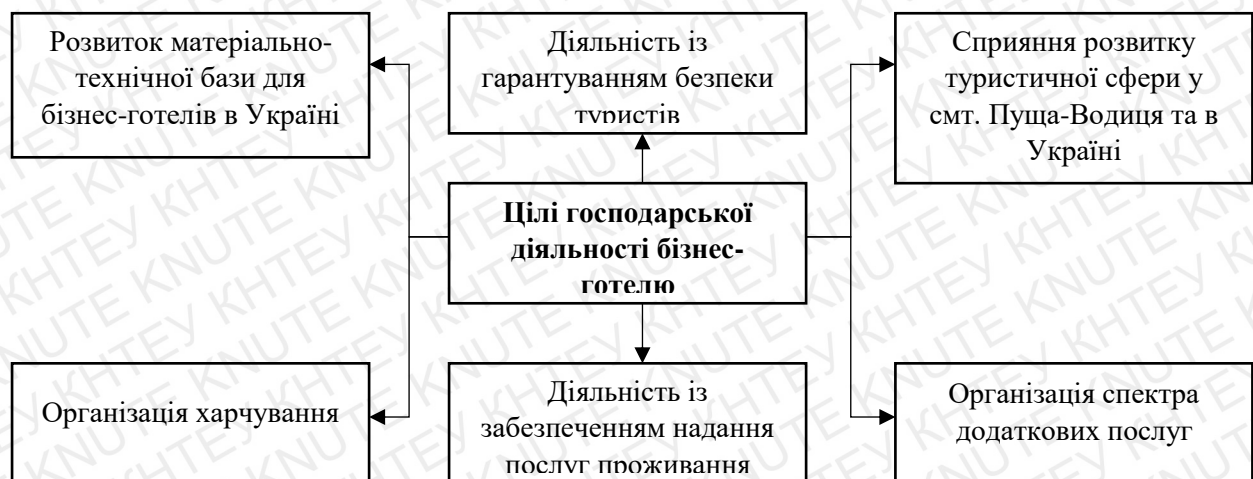 Розвиток матеріально-
технічної бази для
бізнес-готелів в Україні
Діяльність із
гарантуванням безпеки
туристів
Сприяння розвитку
туристичної сфери у
смт. Пуща-Водиця та в
Україні
Цілі господарської
діяльності бізнес-
готелю
Організація харчування
Діяльність із
забезпеченням надання
послуг проживання
Організація спектра
додаткових послуг